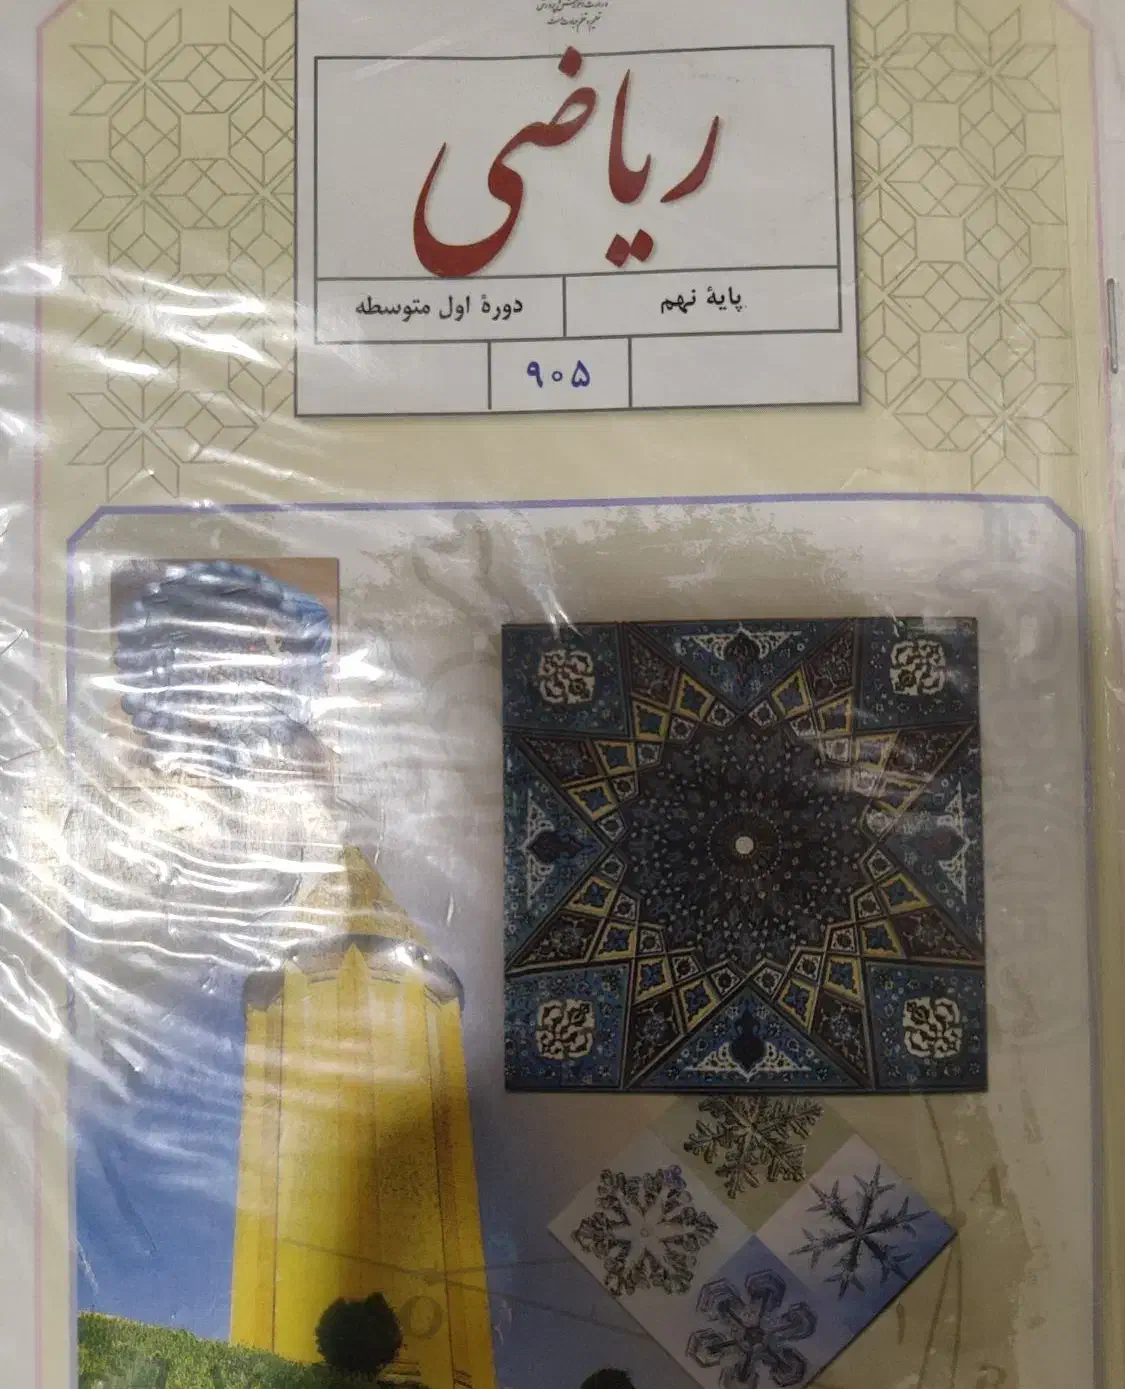 ریاضی
پایهٔ نهم
دورهٔ اول متوسطه
۹۰۵
O
A